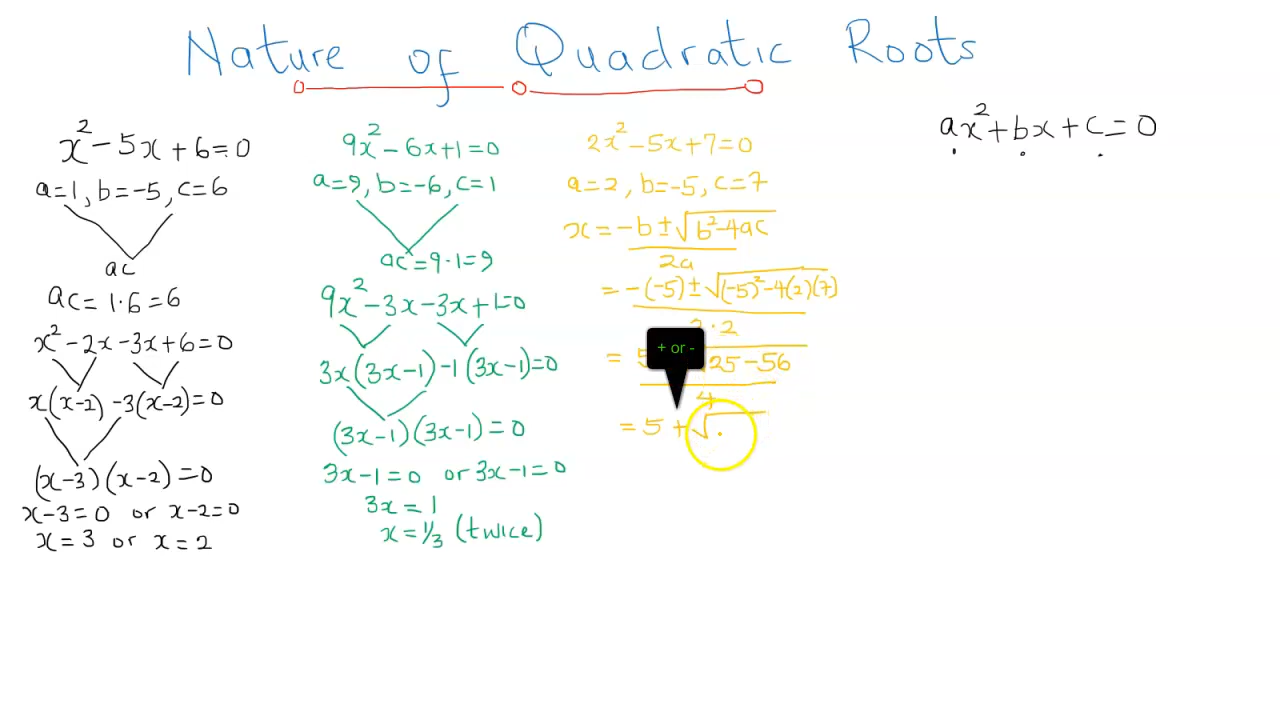 Nature of Quadratic Roots
x² - 5x + 6 = 0
a=1, b=-5, c=6
ac
ac = 1·6 = 6
x² - 2x - 3x + 6 = 0
x(x-2) -3(x-2) = 0
(x-3)(x-2) = 0
x-3=0 or x-2=0
x = 3 or x = 2
9x² - 6x + 1 = 0
a=9, b=-6, c=1
ac = 9·1 = 9
9x² - 3x - 3x + 1 = 0
3x(3x-1) -1(3x-1) = 0
(3x-1)(3x-1) = 0
3x-1 = 0 or 3x-1 = 0
3x = 1
x = 1/3 (twice)
2x² - 5x + 7 = 0
a=2, b=-5, c=7
x = -b ± √b²-4ac
2a
= -(-5) ± √(-5)²-4(2)(7)
· 2
= 5 25 - 56
4
= 5 + √
+ or -
ax² + bx + c = 0